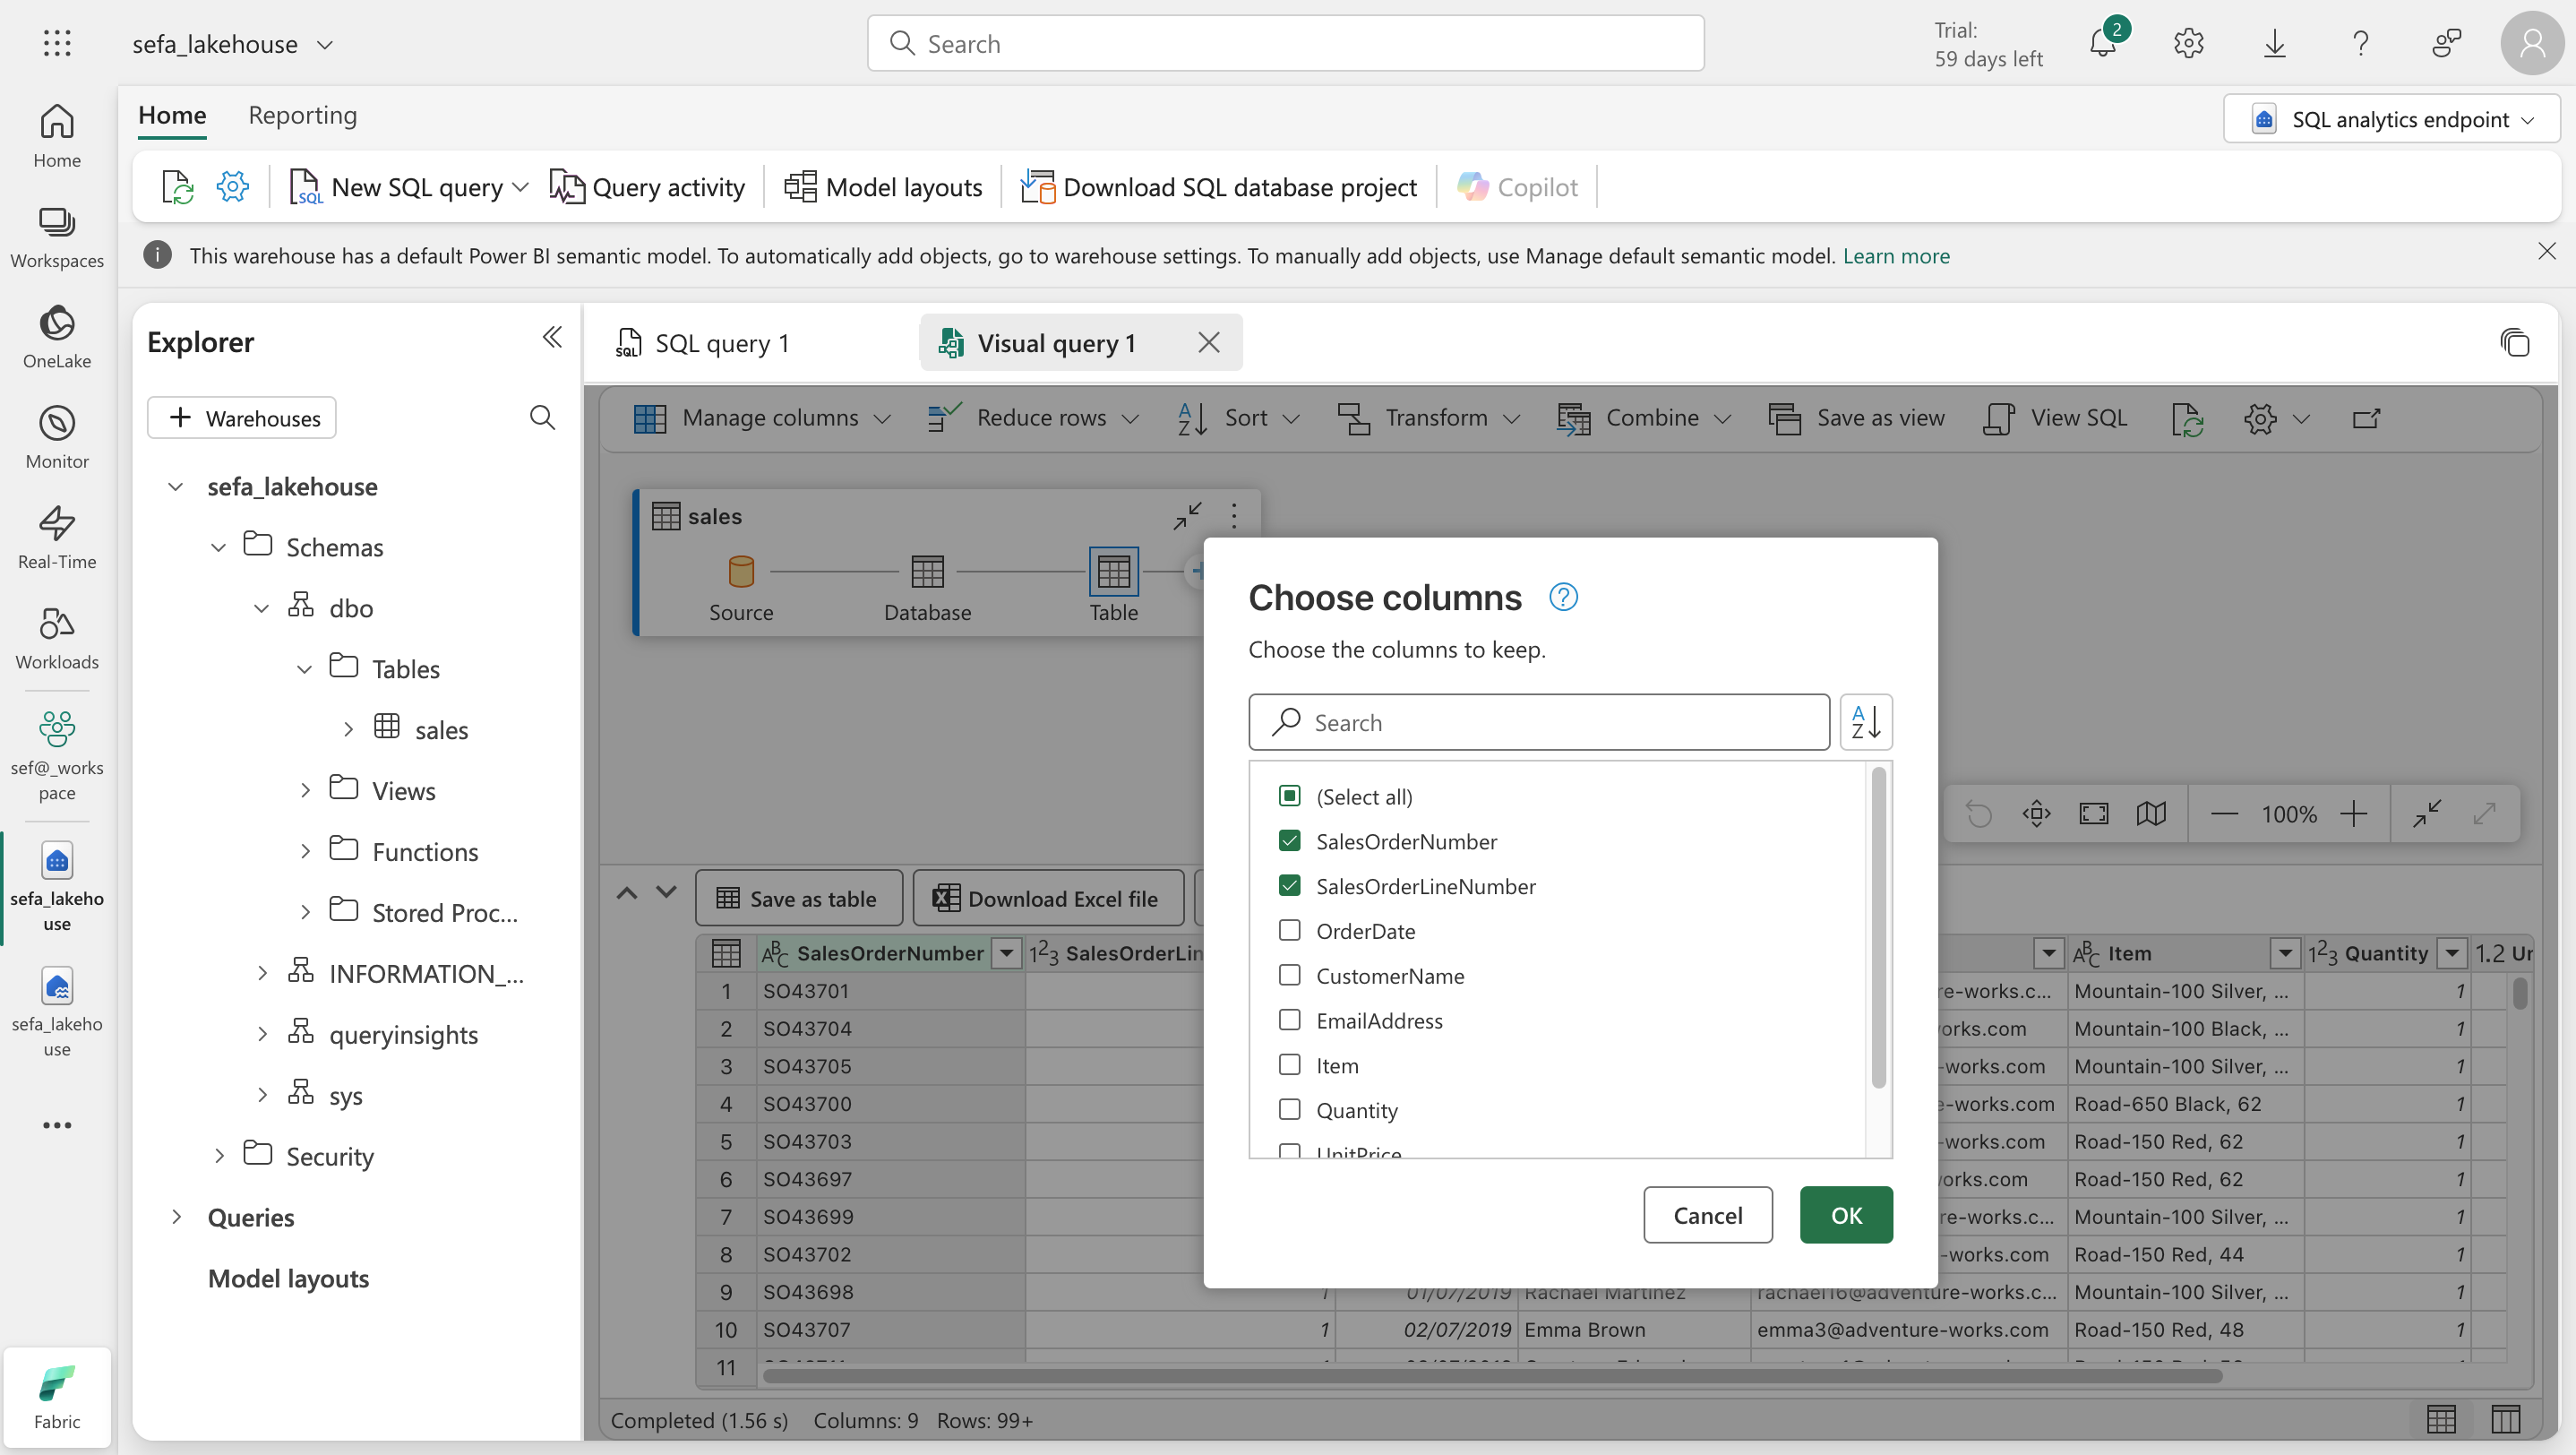 sefa_lakehouse
Search
Trial:
59 days left
2
Home
Reporting
SQL analytics endpoint
New SQL query
Query activity
Model layouts
Download SQL database project
Copilot
This warehouse has a default Power BI semantic model. To automatically add objects, go to warehouse settings. To manually add objects, use Manage default semantic model. Learn more
Home
Workspaces
OneLake
Monitor
Real-Time
Workloads
sef@_works
pace
sefa_lakeho
use
sefa_lakeho
use
Fabric
Explorer
Warehouses
sefa_lakehouse
Schemas
dbo
Tables
sales
Views
Functions
Stored Proc...
INFORMATION_...
queryinsights
sys
Security
Queries
Model layouts
SQL query 1
Visual query 1
Manage columns
Reduce rows
Sort
Transform
Combine
Save as view
View SQL
sales
Source
Database
Table
100%
Choose columns
Choose the columns to keep.
Search
(Select all)
SalesOrderNumber
SalesOrderLineNumber
OrderDate
CustomerName
EmailAddress
Item
Quantity
UnitPrice
Cancel
OK
Save as table
Download Excel file
SalesOrderNumber
SalesOrderLin
Item
Quantity
1.2 Ur
1 SO43701 re-works.c... Mountain-100 Silver, ... 1
2 SO43704 orks.com Mountain-100 Black, ... 1
3 SO43705 -works.com Mountain-100 Silver, ... 1
4 SO43700 e-works.com Road-650 Black, 62 1
5 SO43703 -works.com Road-150 Red, 62 1
6 SO43697 orks.com Road-150 Red, 62 1
7 SO43699 re-works.c... Mountain-100 Silver, ... 1
8 SO43702 -works.com Road-150 Red, 44 1
9 SO43698 1 01/07/2019 Rachael Martinez rachael16@adventure-works.c... Mountain-100 Silver, ... 1
10 SO43707 1 02/07/2019 Emma Brown emma3@adventure-works.com Road-150 Red, 48 1
11
Completed (1.56 s) Columns: 9 Rows: 99+